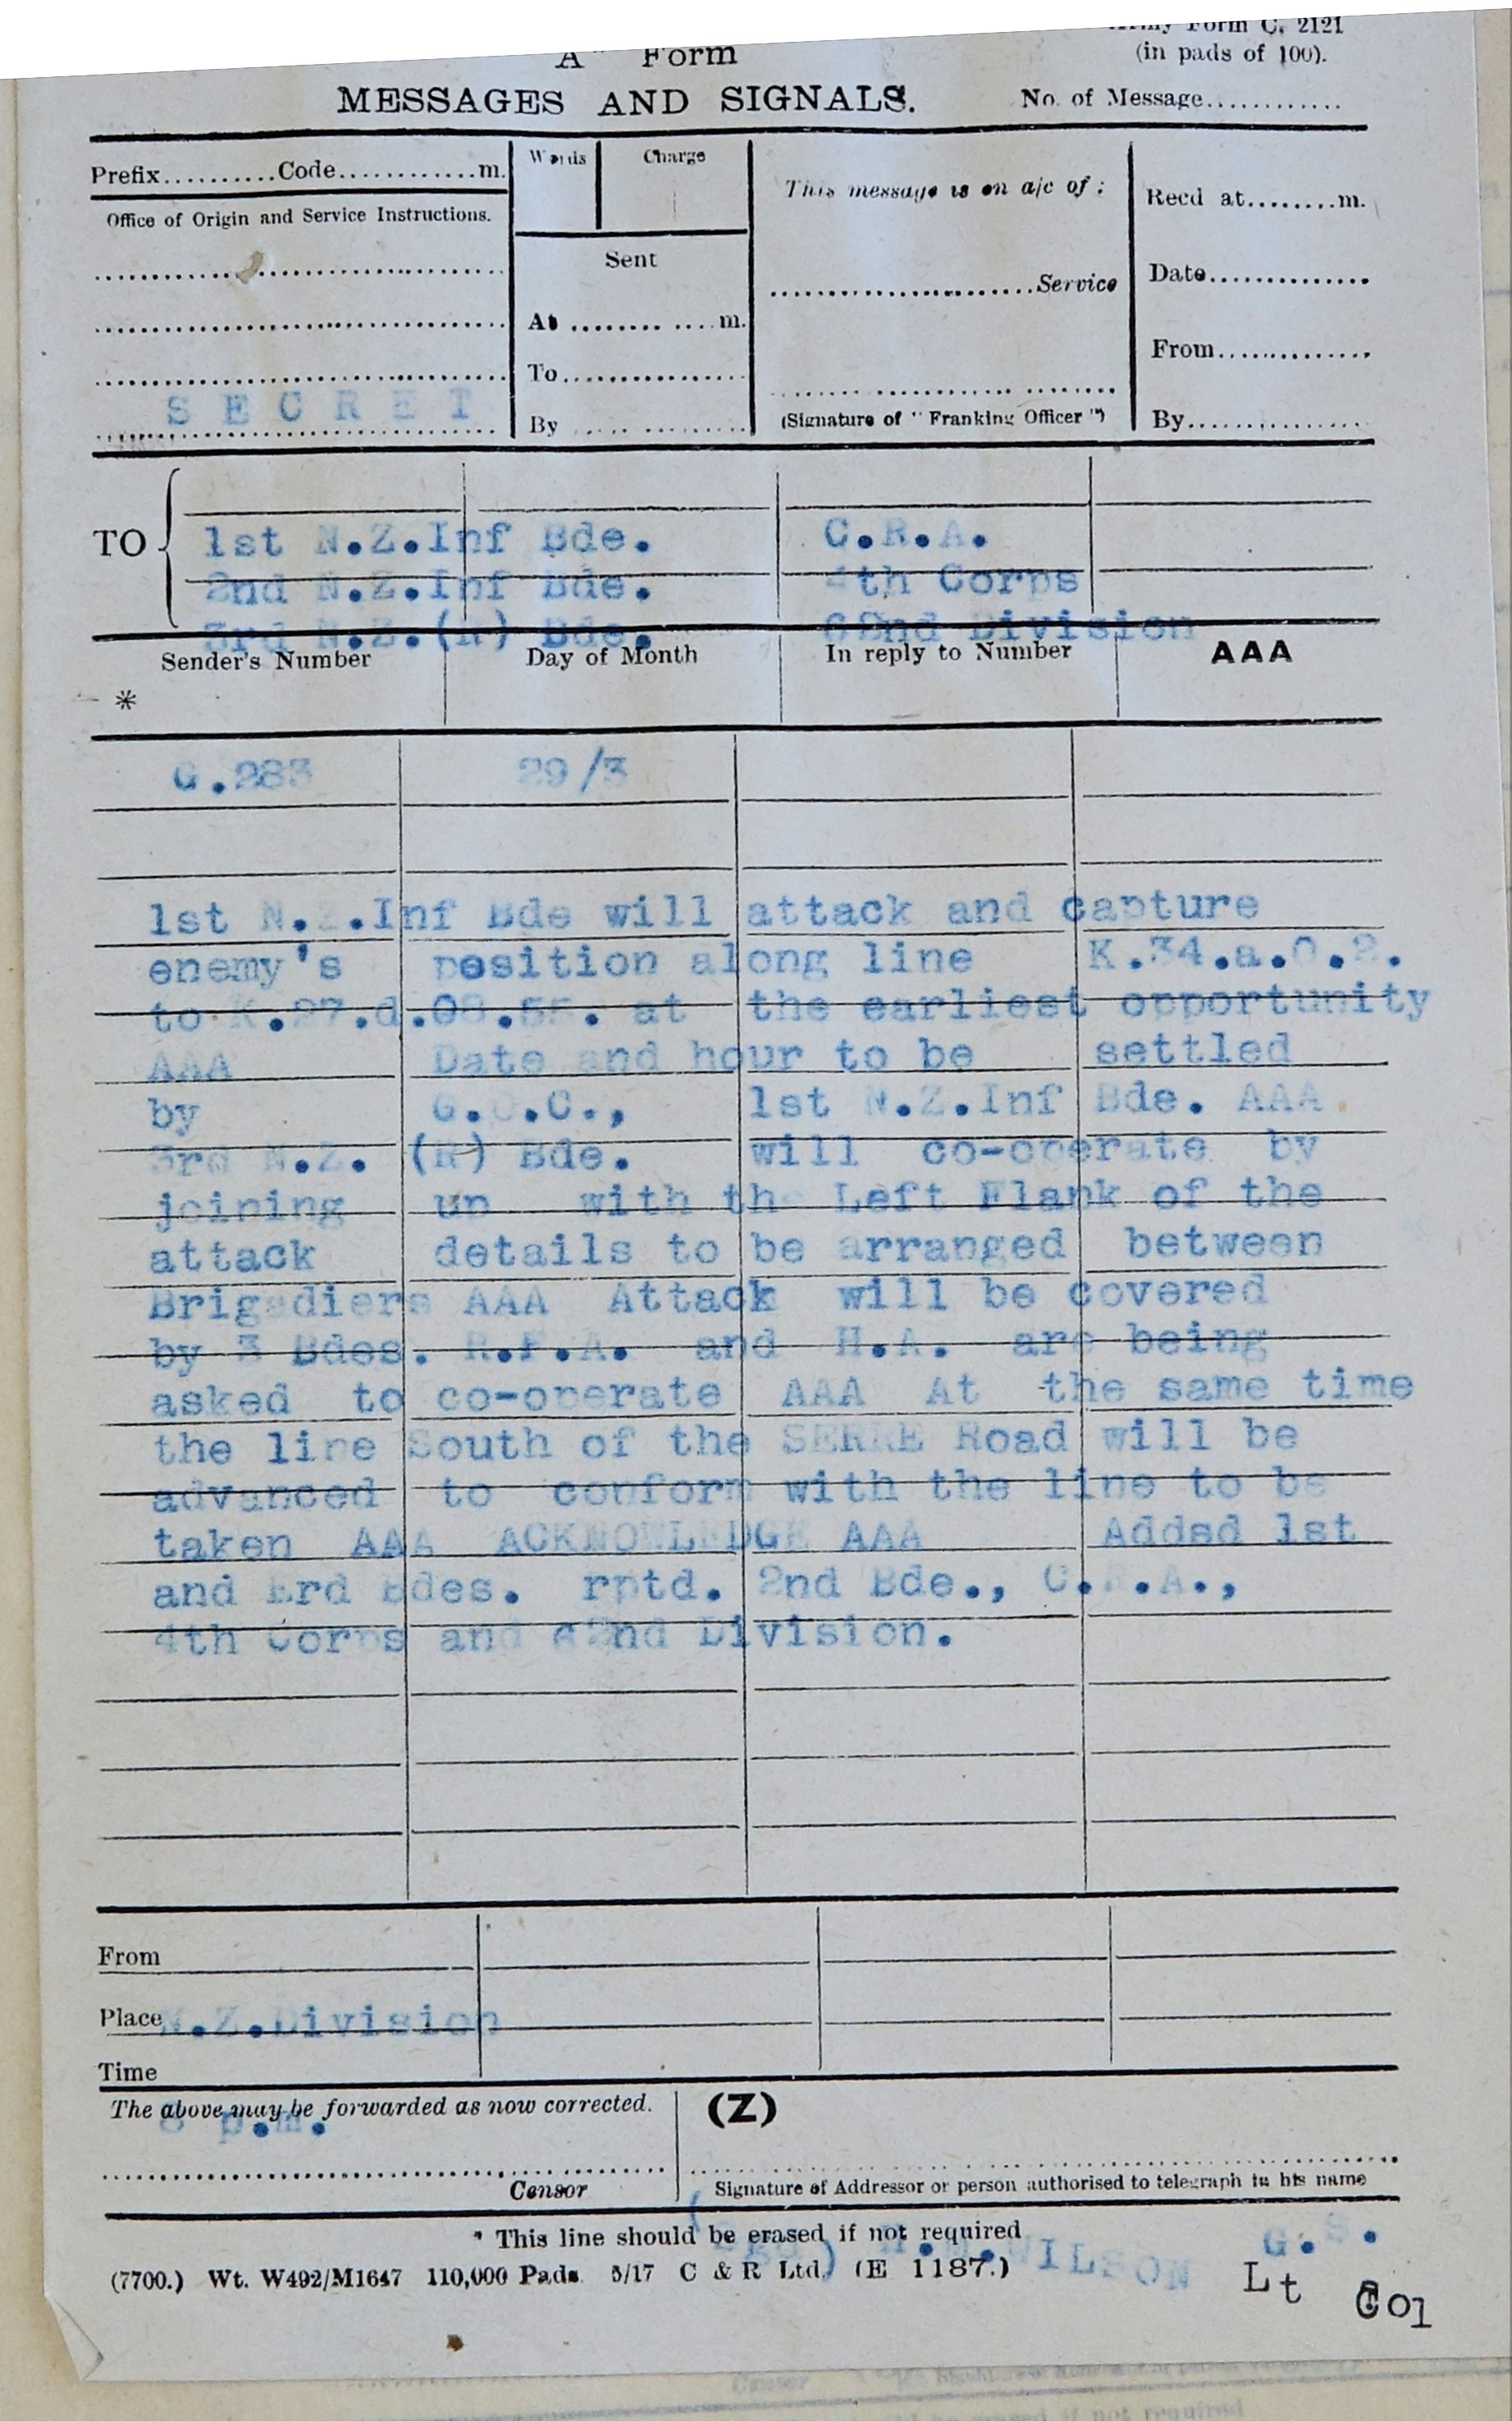 Army Form C. 2121
"A" Form
(in pads of 100).
MESSAGES AND SIGNALS.
No. of Message............
Prefix..........Code............m.
Words
Charge
This message is on a/c of :
Recd at........m.
Office of Origin and Service Instructions.
Sent
..........................Service
Date..............
At ............m.
From..............
To..................
S E C R E T
(Signature of "Franking Officer")
By ..................
By..................
TO
1st N.Z.Inf Bde. C.R.A.
2nd N.Z.Inf Bde. 4th Corps
3rd N.Z.(R) Bde. 62nd Division
Sender's Number
Day of Month
In reply to Number
AAA
*
G.283 29/3
1st N.Z.Inf Bde will attack and capture
enemy's position along line K.34.a.0.2.
to K.27.d.08.55. at the earliest opportunity
AAA Date and hour to be settled
by G.O.C., 1st N.Z.Inf Bde. AAA
3rd N.Z. (R) Bde. will co-operate by
joining up with the Left Flank of the
attack details to be arranged between
Brigadiers AAA Attack will be covered
by 3 Bdes. R.F.A. and H.A. are being
asked to co-operate AAA At the same time
the line South of the SERRE Road will be
advanced to conform with the line to be
taken AAA ACKNOWLEDGE AAA Added 1st
and 3rd Bdes. rptd. 2nd Bde., C.R.A.,
4th Corps and 62nd Division.
From
Place N.Z.Division
Time
The above may be forwarded as now corrected.
(Z)
8 p.m.
Censor
Signature of Addressor or person authorised to telegraph in his name
* This line should be erased if not required
(Sgd) H.M.WILSON G.S.
(7700.) Wt. W492/M1647 110,000 Pads. 5/17 C & R Ltd. (E 1187.)
Lt Col